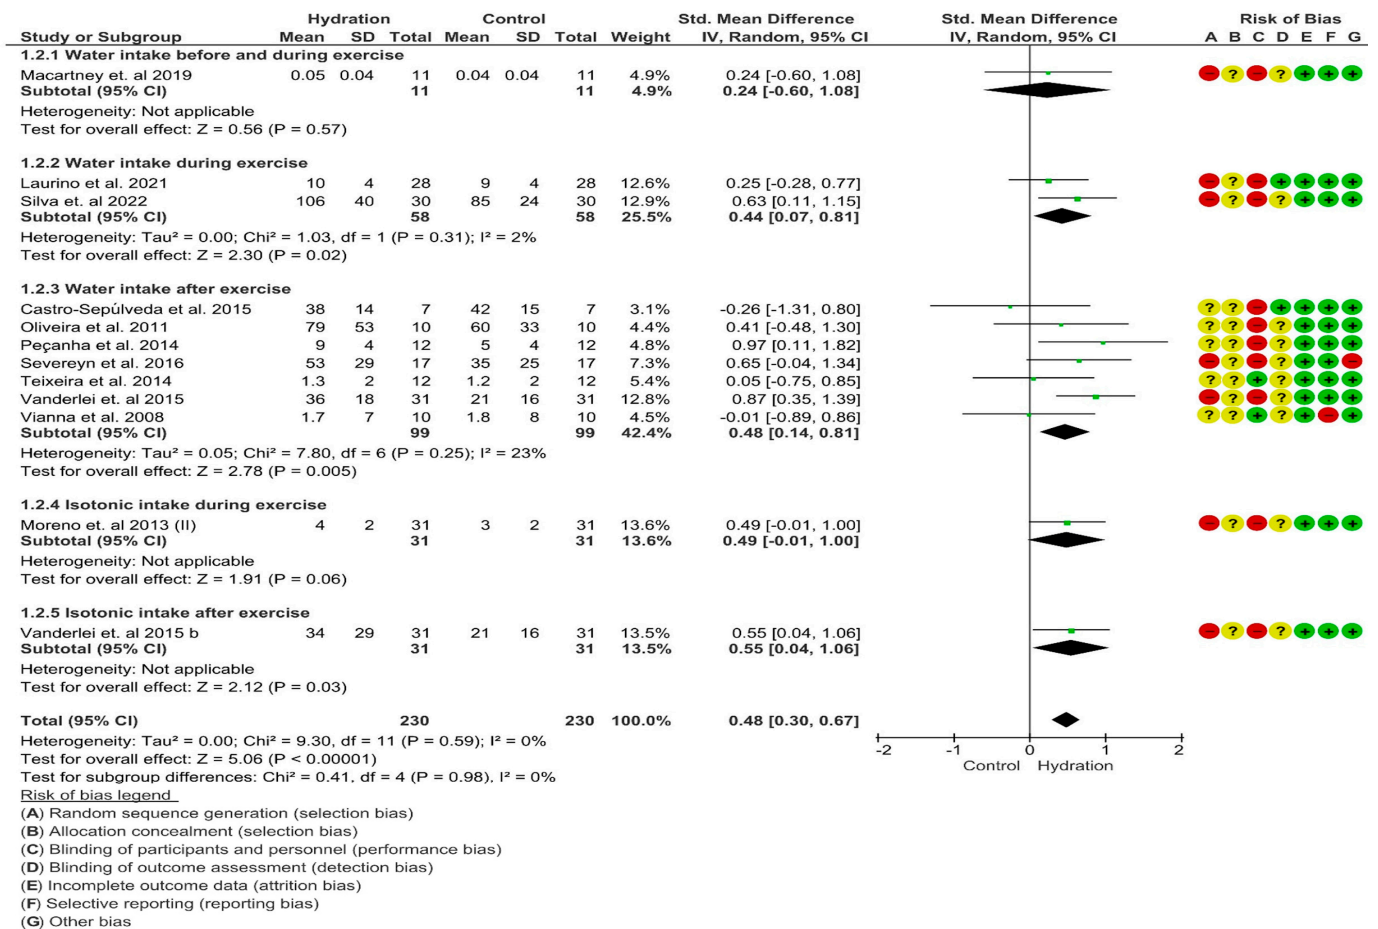 Hydration Control Std. Mean Difference Std. Mean Difference Risk of Bias
Study or Subgroup Mean SD Total Mean SD Total Weight IV, Random, 95% CI IV, Random, 95% CI A B C D E F G
1.2.1 Water intake before and during exercise
Macartney et. al 2019 0.05 0.04 11 0.04 0.04 11 4.9% 0.24 [-0.60, 1.08] - ? - ? + + +
Subtotal (95% CI) 11 11 4.9% 0.24 [-0.60, 1.08]
Heterogeneity: Not applicable
Test for overall effect: Z = 0.56 (P = 0.57)
1.2.2 Water intake during exercise
Laurino et al. 2021 10 4 28 9 4 28 12.6% 0.25 [-0.28, 0.77] - ? - + + + +
Silva et. al 2022 106 40 30 85 24 30 12.9% 0.63 [0.11, 1.15] - ? - ? + + +
Subtotal (95% CI) 58 58 25.5% 0.44 [0.07, 0.81]
Heterogeneity: Tau² = 0.00; Chi² = 1.03, df = 1 (P = 0.31); I² = 2%
Test for overall effect: Z = 2.30 (P = 0.02)
1.2.3 Water intake after exercise
Castro-Sepúlveda et al. 2015 38 14 7 42 15 7 3.1% -0.26 [-1.31, 0.80] ? ? - + + + +
Oliveira et al. 2011 79 53 10 60 33 10 4.4% 0.41 [-0.48, 1.30] ? ? - ? + + +
Peçanha et al. 2014 9 4 12 5 4 12 4.8% 0.97 [0.11, 1.82] ? ? - ? + + +
Severeyn et al. 2016 53 29 17 35 25 17 7.3% 0.65 [-0.04, 1.34] - ? - ? + + -
Teixeira et al. 2014 1.3 2 12 1.2 2 12 5.4% 0.05 [-0.75, 0.85] ? ? + ? + + +
Vanderlei et al. 2015 36 18 31 21 16 31 12.8% 0.87 [0.35, 1.39] - ? - ? + + +
Vianna et al. 2008 1.7 7 10 1.8 8 10 4.5% -0.01 [-0.89, 0.86] ? ? + ? + - +
Subtotal (95% CI) 99 99 42.4% 0.48 [0.14, 0.81]
Heterogeneity: Tau² = 0.05; Chi² = 7.80, df = 6 (P = 0.25); I² = 23%
Test for overall effect: Z = 2.78 (P = 0.005)
1.2.4 Isotonic intake during exercise
Moreno et. al 2013 (II) 4 2 31 3 2 31 13.6% 0.49 [-0.01, 1.00] - ? - ? + + +
Subtotal (95% CI) 31 31 13.6% 0.49 [-0.01, 1.00]
Heterogeneity: Not applicable
Test for overall effect: Z = 1.91 (P = 0.06)
1.2.5 Isotonic intake after exercise
Vanderlei et. al 2015 b 34 29 31 21 16 31 13.5% 0.55 [0.04, 1.06] - ? - ? + + +
Subtotal (95% CI) 31 31 13.5% 0.55 [0.04, 1.06]
Heterogeneity: Not applicable
Test for overall effect: Z = 2.12 (P = 0.03)
Total (95% CI) 230 230 100.0% 0.48 [0.30, 0.67]
Heterogeneity: Tau² = 0.00; Chi² = 9.30, df = 11 (P = 0.59); I² = 0%
-2 -1 0 1 2
Test for overall effect: Z = 5.06 (P < 0.00001)
Control Hydration
Test for subgroup differences: Chi² = 0.41, df = 4 (P = 0.98), I² = 0%
Risk of bias legend
(A) Random sequence generation (selection bias)
(B) Allocation concealment (selection bias)
(C) Blinding of participants and personnel (performance bias)
(D) Blinding of outcome assessment (detection bias)
(E) Incomplete outcome data (attrition bias)
(F) Selective reporting (reporting bias)
(G) Other bias